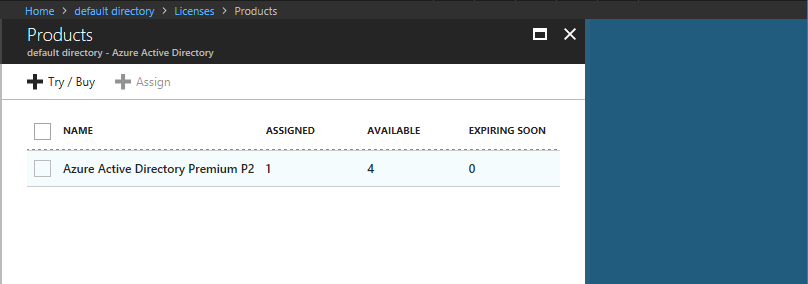 Home > default directory > Licenses > Products
Products
default directory - Azure Active Directory
Try / Buy Assign
NAME ASSIGNED AVAILABLE EXPIRING SOON
Azure Active Directory Premium P2 1 4 0